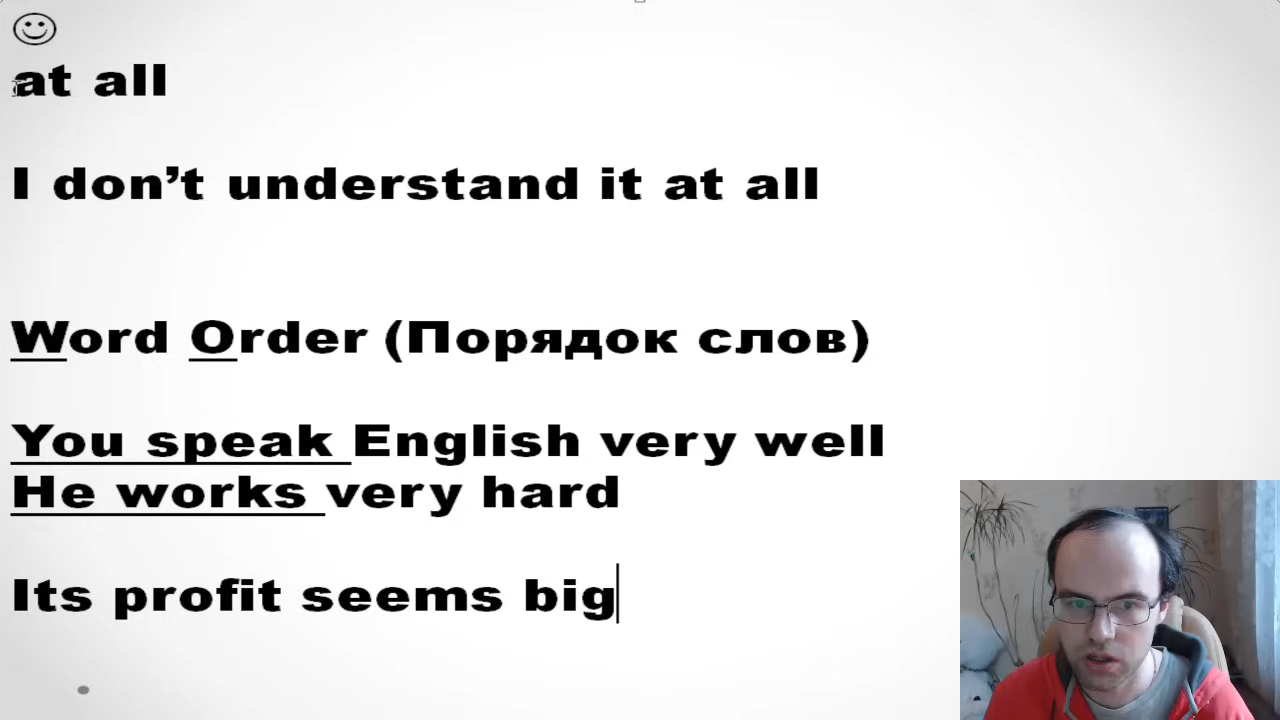 at all
I don’t understand it at all
Word Order (Порядок слов)
You speak English very well
He works very hard
Its profit seems big